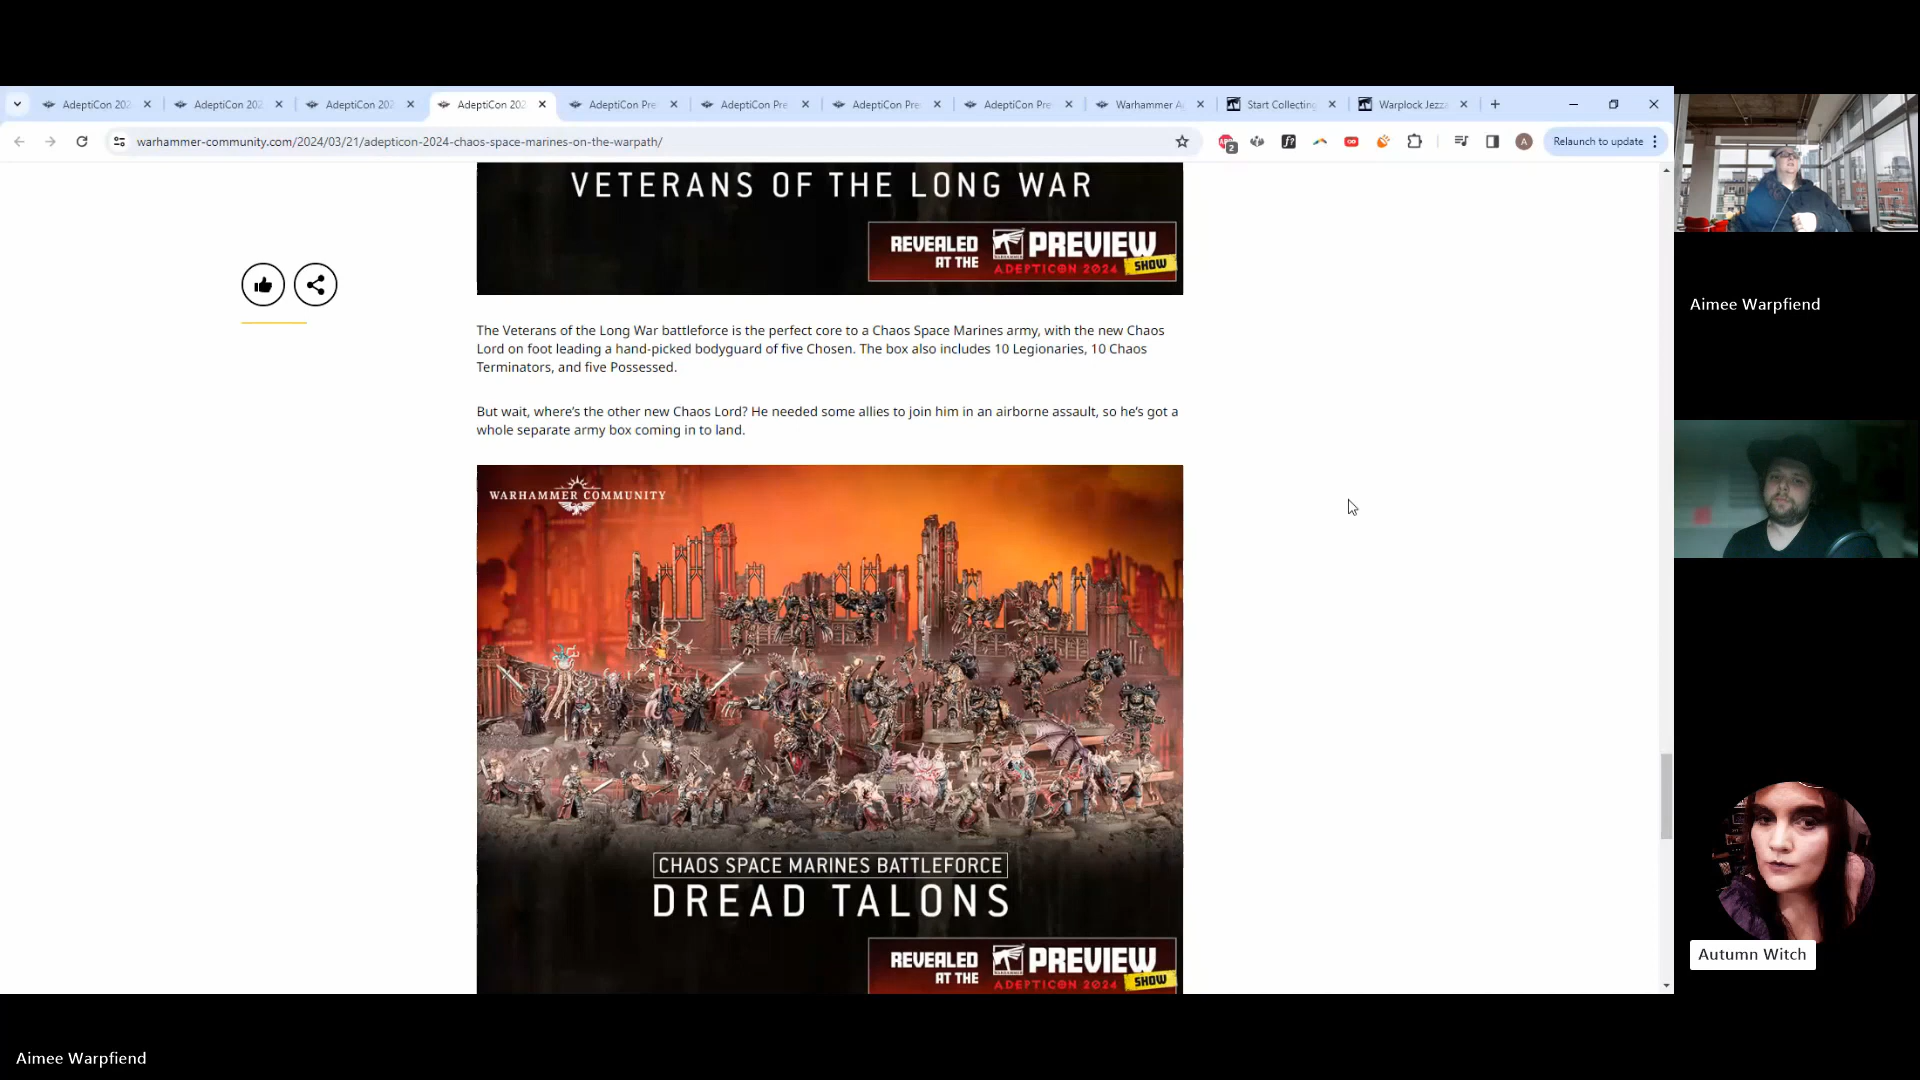 AdeptiCon 202
AdeptiCon 202
AdeptiCon 202
AdeptiCon 202
AdeptiCon Pre
AdeptiCon Pre
AdeptiCon Pre
AdeptiCon Pre
Warhammer A
Start Collecting
Warplock Jezz
warhammer-community.com/2024/03/21/adepticon-2024-chaos-space-marines-on-the-warpath/
2
A
Relaunch to update
VETERANS OF THE LONG WAR
REVEALED AT THE
PREVIEW
ADEPTICON 2024 SHOW
The Veterans of the Long War battleforce is the perfect core to a Chaos Space Marines army, with the new Chaos
Lord on foot leading a hand-picked bodyguard of five Chosen. The box also includes 10 Legionaries, 10 Chaos
Terminators, and five Possessed.
But wait, where's the other new Chaos Lord? He needed some allies to join him in an airborne assault, so he's got a
whole separate army box coming in to land.
WARHAMMER COMMUNITY
CHAOS SPACE MARINES BATTLEFORCE
DREAD TALONS
REVEALED AT THE
PREVIEW
ADEPTICON 2024 SHOW
Aimee Warpfiend
Autumn Witch
Aimee Warpfiend